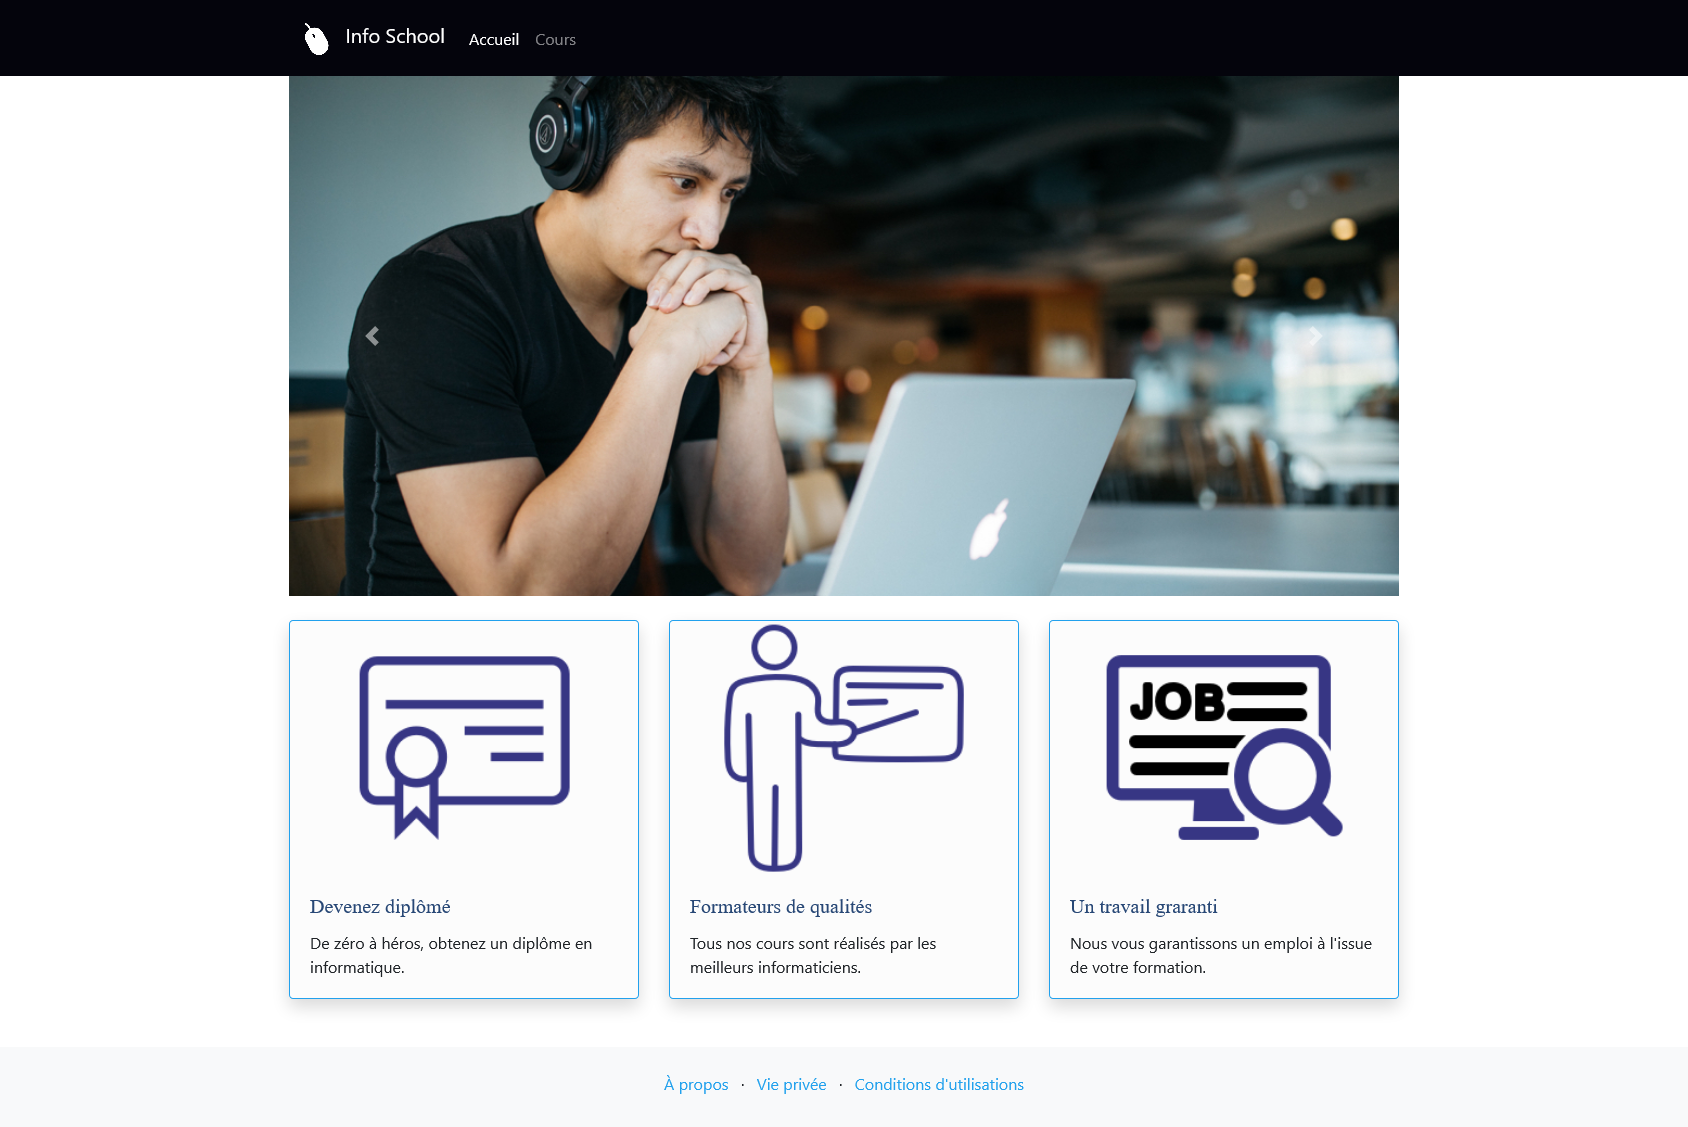 Info School
Accueil
Cours
JOB
Devenez diplômé
De zéro à héros, obtenez un diplôme en
informatique.
Formateurs de qualités
Tous nos cours sont réalisés par les
meilleurs informaticiens.
Un travail graranti
Nous vous garantissons un emploi à l'issue
de votre formation.
À propos · Vie privée · Conditions d'utilisations